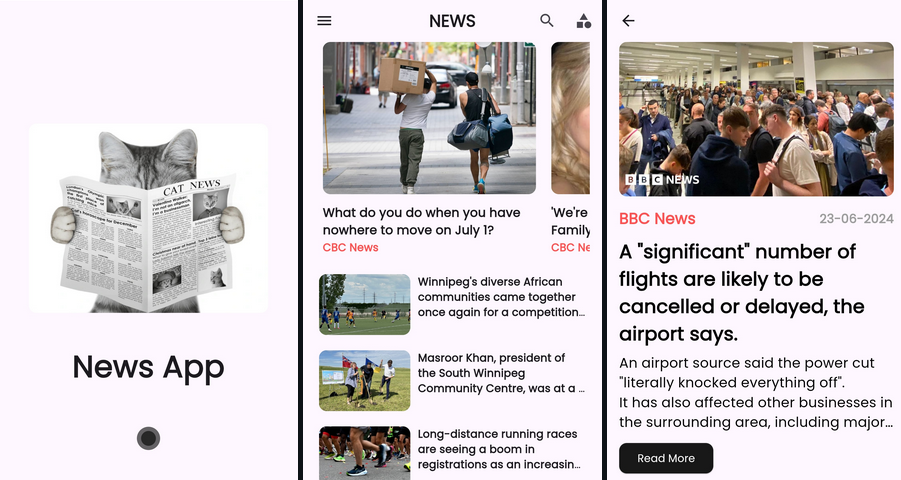 CAT NEWS
News App
NEWS
What do you do when you have
nowhere to move on July 1?
CBC News
'We're
Family
CBC Ne
Winnipeg's diverse African
communities came together
once again for a competition...
Masroor Khan, president of
the South Winnipeg
Community Centre, was at a ...
Long-distance running races
are seeing a boom in
registrations as an increasin...
BBC NEWS
BBC News
23-06-2024
A "significant" number of
flights are likely to be
cancelled or delayed, the
airport says.
An airport source said the power cut
"literally knocked everything off".
It has also affected other businesses in
the surrounding area, including major...
Read More